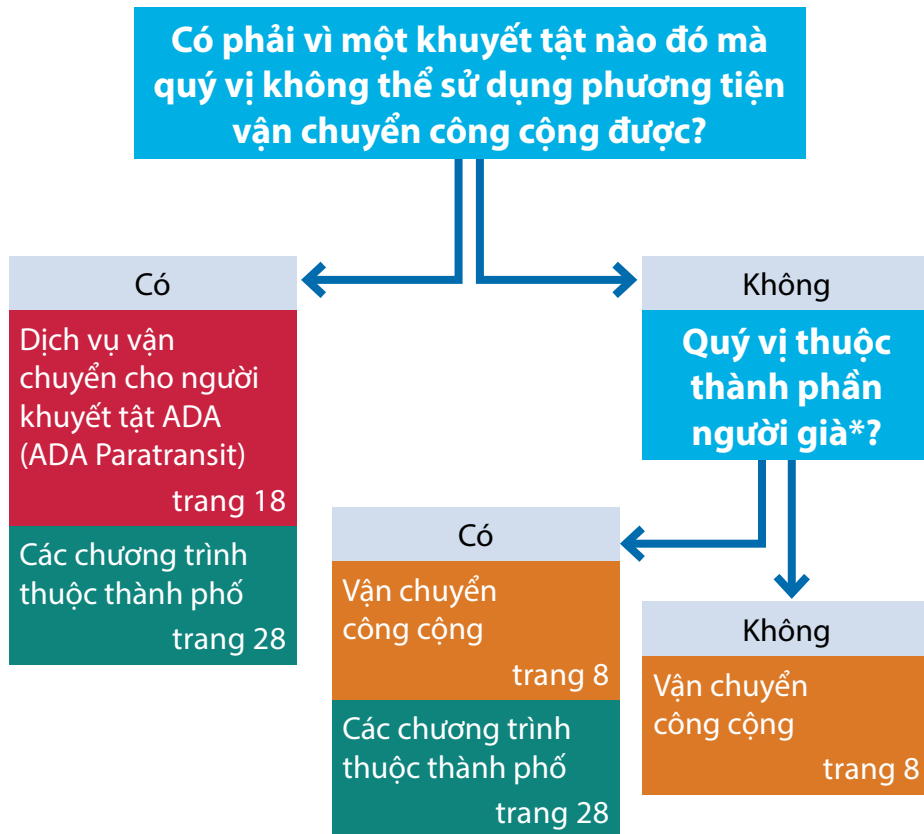 Có phải vì một khuyết tật nào đó mà
quý vị không thể sử dụng phương tiện
vận chuyển công cộng được?
Có
Dịch vụ vận
chuyển cho người
khuyết tật ADA
(ADA Paratransit)
trang 18
Các chương trình
thuộc thành phố
trang 28
Không
Quý vị thuộc
thành phần
người già*?
Có
Vận chuyển
công cộng
trang 8
Các chương trình
thuộc thành phố
trang 28
Không
Vận chuyển
công cộng
trang 8